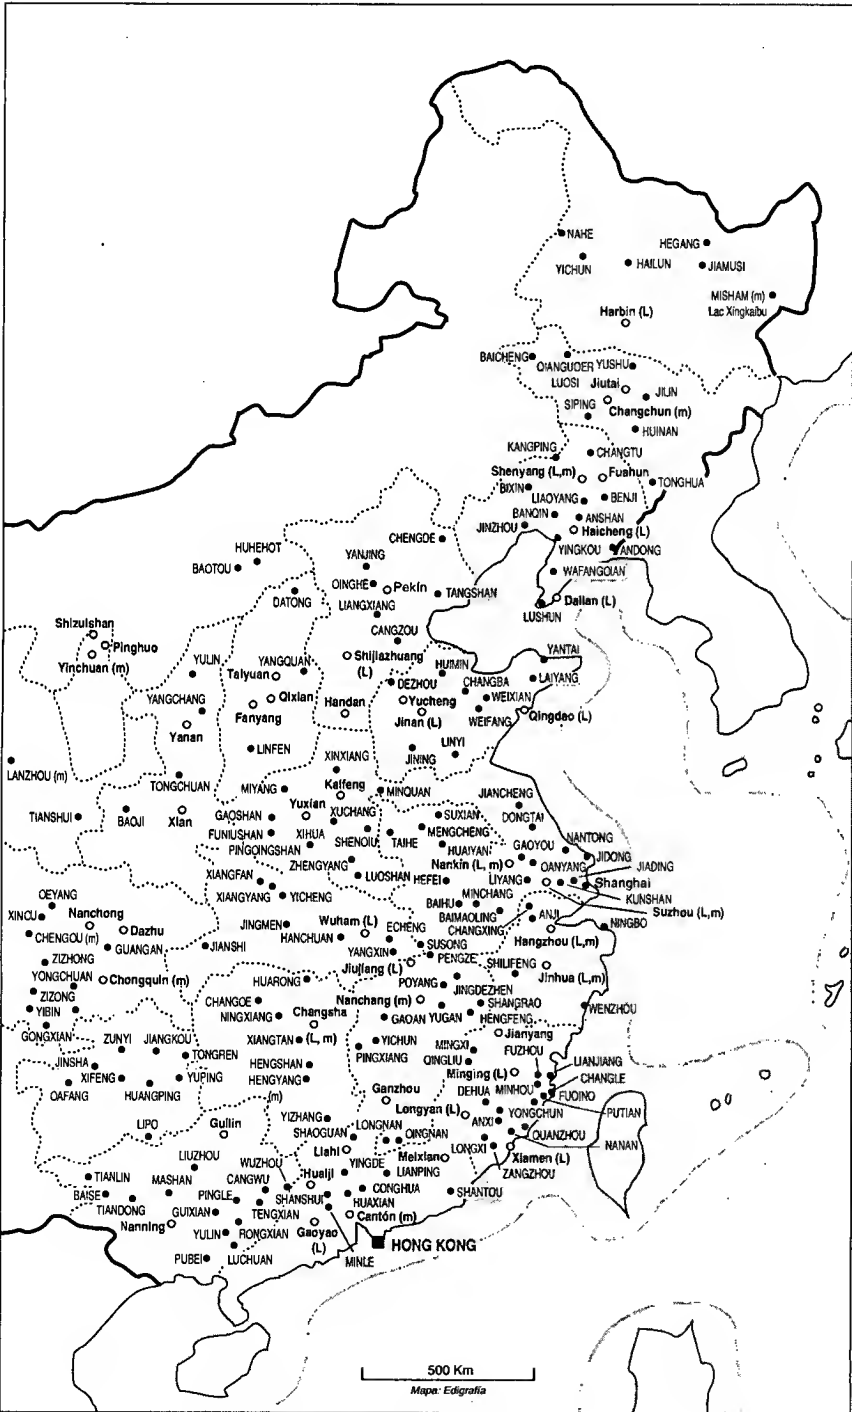 NAHE
HEGANG
YICHUN
HAILUN
JIAMUSI
MISHAM (m)
Lac Xingkaibu
Harbin (L)
BAICHENG
QIANGUOER
LUOSI
YUSHU
Jiutai
JILIN
SIPING
Changchun (m)
HUINAN
KANGPING
CHANGTU
Shenyang (L,m)
Fuahun
BIXIN
TONGHUA
LIAOYANG
BENJI
BANQIN
ANSHAN
JINZHOU
Haicheng (L)
CHENGDE
YINGKOU
ANDONG
HUHEHOT
YANJING
BAOTOU
WAFANGOIAN
OINGHE
Pekín
TANGSHAN
DATONG
LIANGXIANG
Dallan (L)
LUSHUN
Shizuishan
CANGZOU
Pinghuo
Yinchuan (m)
Shijiazhuang
(L)
YULIN
YANGQUAN
Taiyuan
HUIMIN
YANTAI
DEZHOU
CHANGBA
LAIYANG
YANGCHANG
Qixian
Yucheng
WEIXIAN
Fanyang
Handan
Jinan (L)
WEIFANG
Qingdao (L)
Yanan
LINFEN
LINYI
JINING
XINXIANG
LANZHOU (m)
TONGCHUAN
MIYANG
Kaifeng
MINQUAN
JIANCHENG
TIANSHUI
BAOJI
Xian
GAOSHAN
Yuxian
XUCHANG
SUXIAN
DONGTAI
FUNIUSHAN
XIHUA
SHENOIU
TAIHE
MENGCHENG
NANTONG
PINGQINGSHAN
HUAIYAN
GAOYOU
JIDONG
ZHENGYANG
Nankin (L, m)
OANYANG
JIADING
XIANGFAN
LUOSHAN
HEFEI
LIYANG
Shanghai
XIANGYANG
YICHENG
MINCHANG
KUNSHAN
OEYANG
BAIHU
Suzhou (L,m)
XINCU
Nanchong
BAIMAOLING
ANJI
JINGMEN
Wuham (L)
ECHENG
CHANGXING
NINGBO
CHENGOU (m)
Dazhu
HANCHUAN
Hangzhou (L,m)
GUANGAN
JIANSHI
YANGXIN
SUSONG
ZIZHONG
PENGZE
SHILIFENG
YONGCHUAN
Chongquin (m)
Jiujiang (L)
Jinhua (L,m)
ZIZONG
HUARONG
POYANG
JINGDEZHEN
YIBIN
CHANGOE
Changsha
Nanchang (m)
SHANGRAO
WENZHOU
NINGXIANG
GAOAN
YUGAN
HENGFENG
GONGXIAN
Jianyang
ZUNYI
JIANGKOU
XIANGTAN
(L, m)
YICHUN
MINGXI
FUZHOU
JINSHA
TONGREN
PINGXIANG
QINGLIU
LIANJIANG
HENGSHAN
Minging (L)
XIFENG
YUPING
HENGYANG
(m)
MINHOU
CHANGLE
OAFANG
HUANGPING
Ganzhou
DEHUA
FUOINO
LIPO
YIZHANG
Longyan (L)
YONGCHUN
PUTIAN
Guilin
SHAOGUAN
LONGNAN
ANXI
QUANZHOU
OINGNAN
LIUZHOU
Liahi
Meixian
LONGXI
NANAN
WUZHOU
Xiamen (L)
TIANLIN
MASHAN
CANGWU
Hualji
YINGDE
LIANPING
ZANGZHOU
BAISE
PINGLE
SHANSHUI
CONGHUA
SHANTOU
TIANDONG
GUIXIAN
TENGXIAN
HUAXIAN
Nanning
Cantón (m)
YULIN
RONGXIAN
Gaoyao
(L)
HONG KONG
PUBEI
LUCHUAN
MINLE
500 Km
Mapa: Edigrafia